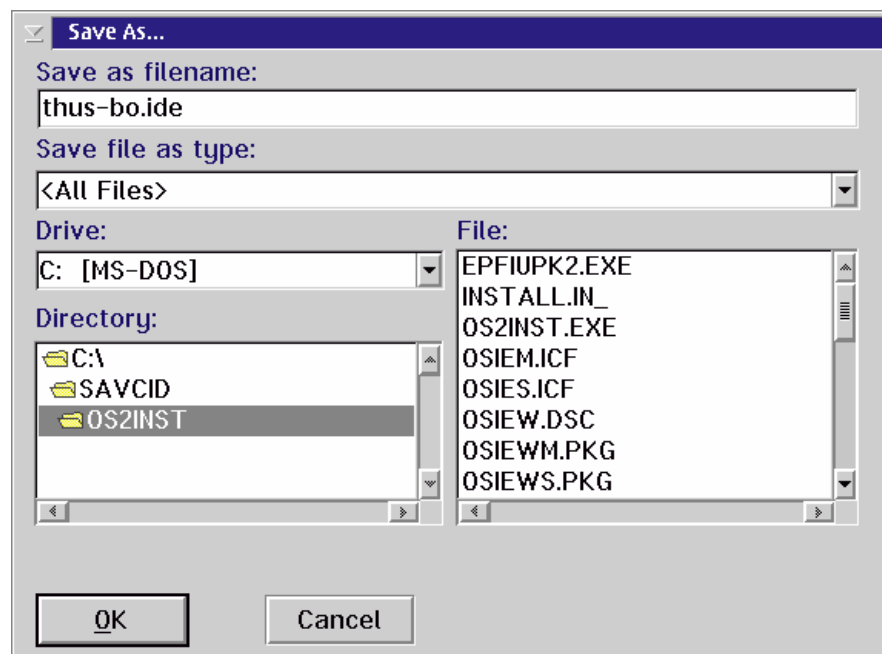 Save As...
Save as filename:
thus-bo.ide
Save file as type:
<All Files>
Drive:
C: [MS-DOS]
Directory:
C:\
SAVCID
OS2INST
File:
EPFIUPK2.EXE
INSTALL.IN_
OS2INST.EXE
OSIEM.ICF
OSIES.ICF
OSIEW.DSC
OSIEWM.PKG
OSIEWS.PKG
OK
Cancel